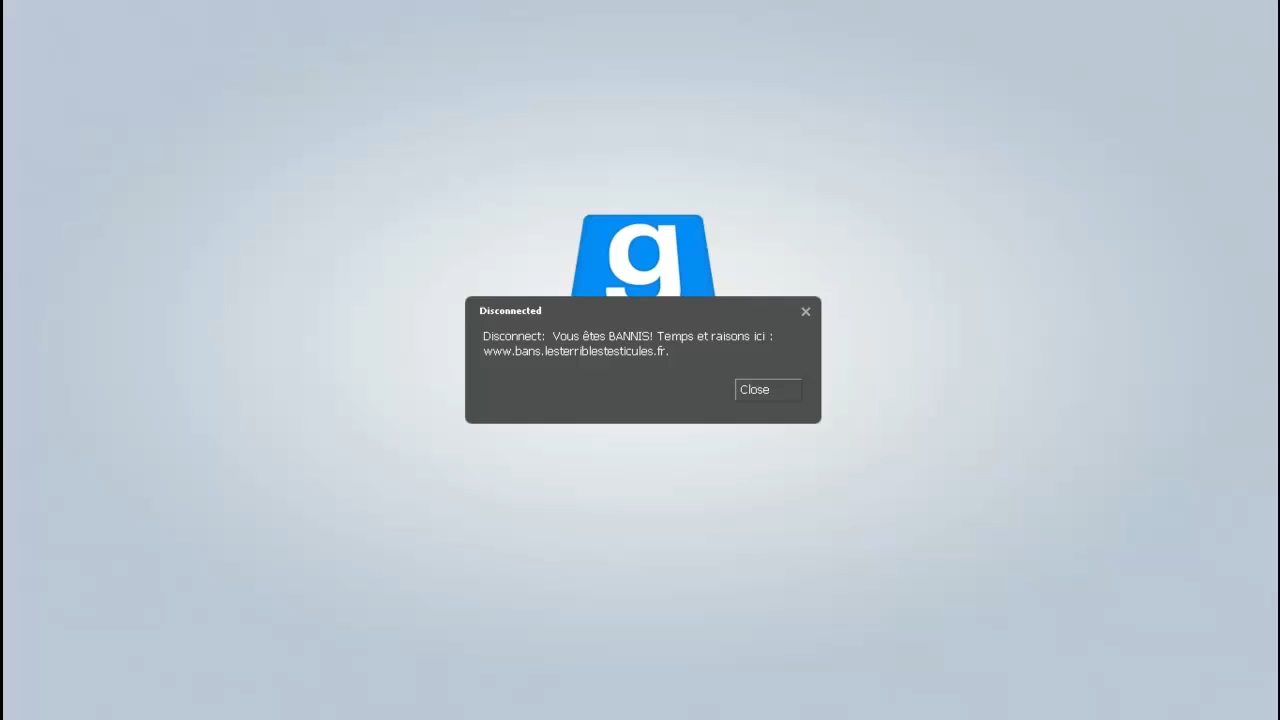 g
Disconnected
Disconnect:  Vous êtes BANNIS! Temps et raisons ici :
www.bans.lesterriblestesticules.fr.
Close